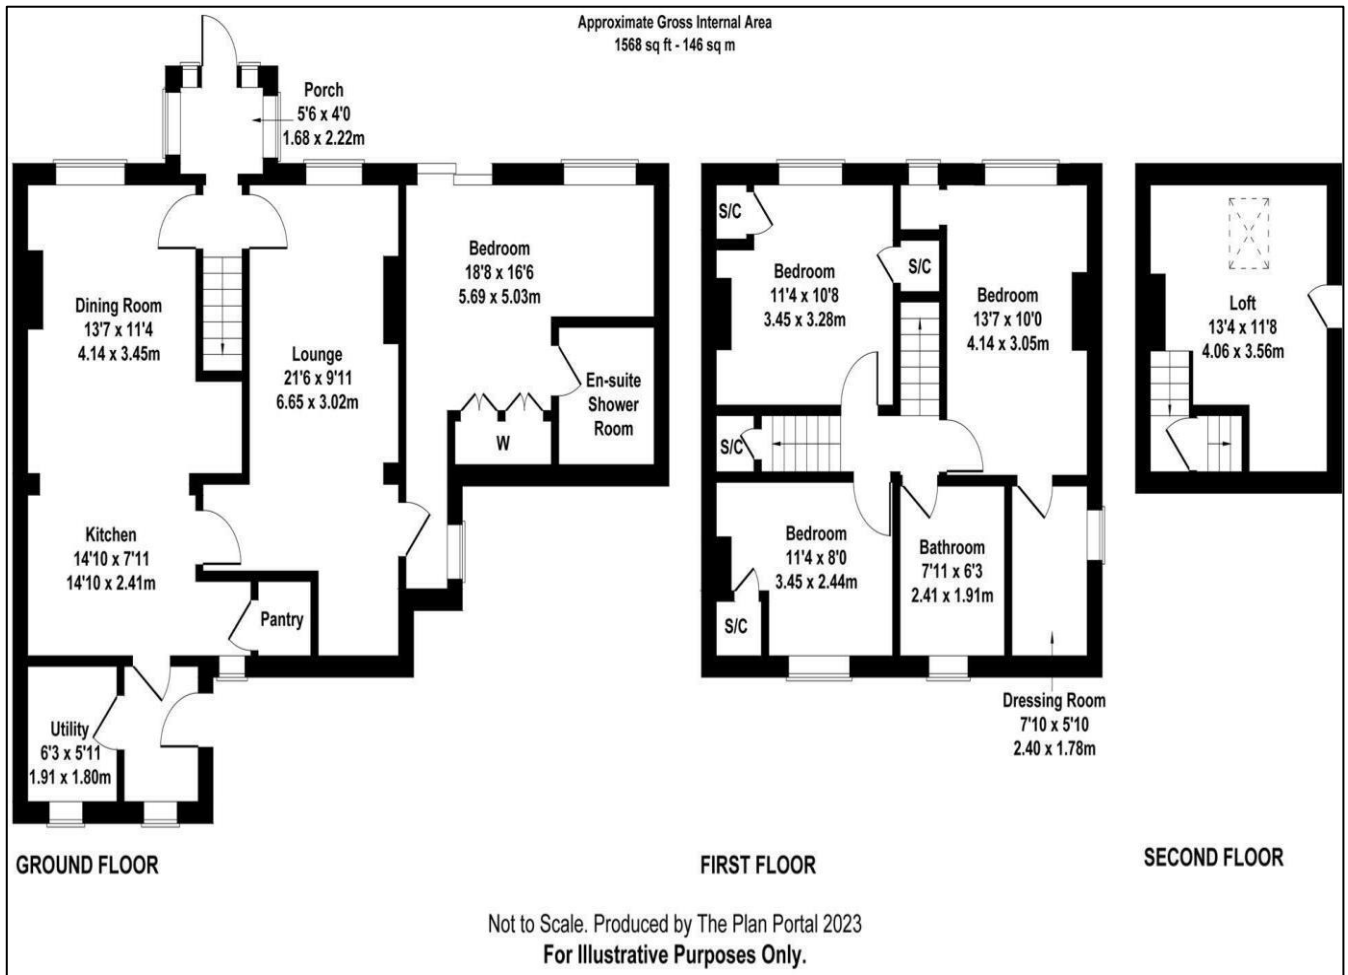 Approximate Gross Internal Area
1568 sq ft - 146 sq m
Porch
5'6 x 4'0
1.68 x 2.22m
Dining Room
13'7 x 11'4
4.14 x 3.45m
Lounge
21'6 x 9'11
6.65 x 3.02m
Bedroom
18'8 x 16'6
5.69 x 5.03m
En-suite
Shower
Room
W
Kitchen
14'10 x 7'11
14'10 x 2.41m
Pantry
Utility
6'3 x 5'11
1.91 x 1.80m
GROUND FLOOR
S/C
Bedroom
11'4 x 10'8
3.45 x 3.28m
S/C
Bedroom
13'7 x 10'0
4.14 x 3.05m
S/C
Bedroom
11'4 x 8'0
3.45 x 2.44m
S/C
Bathroom
7'11 x 6'3
2.41 x 1.91m
Dressing Room
7'10 x 5'10
2.40 x 1.78m
FIRST FLOOR
Loft
13'4 x 11'8
4.06 x 3.56m
SECOND FLOOR
Not to Scale. Produced by The Plan Portal 2023
For Illustrative Purposes Only.